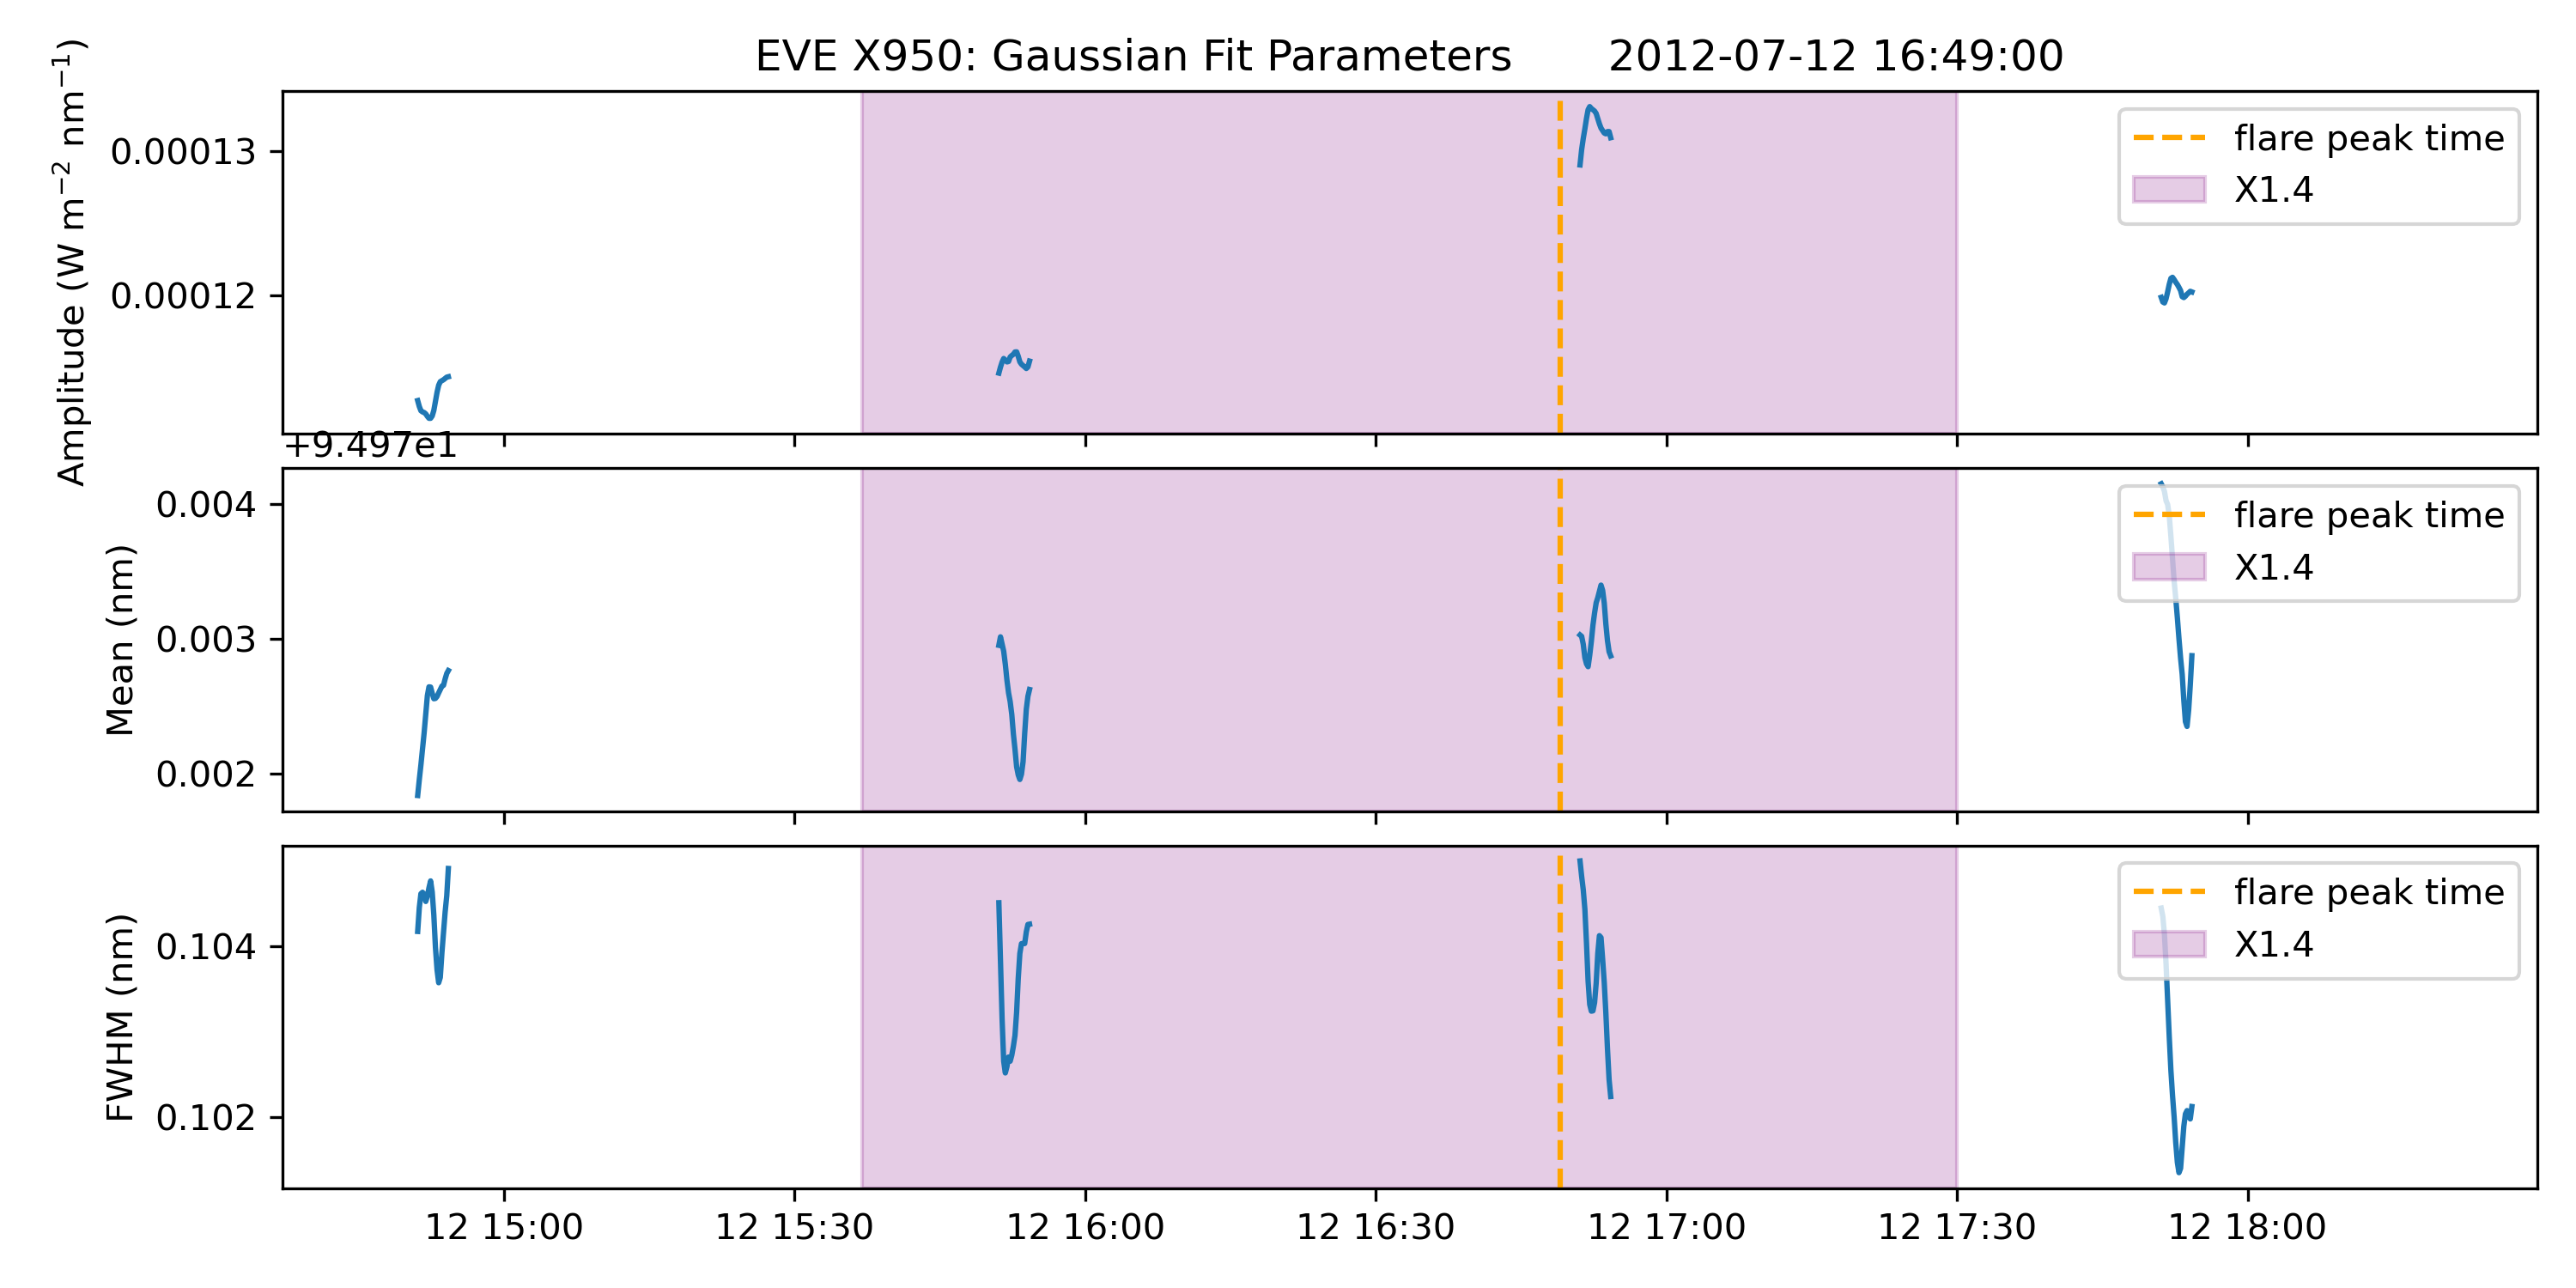 EVE X950: Gaussian Fit Parameters 2012-07-12 16:49:00
Amplitude (W m⁻² nm⁻¹)
0.00013
0.00012
flare peak time
X1.4
+9.497e1
Mean (nm)
0.004
0.003
0.002
flare peak time
X1.4
FWHM (nm)
0.104
0.102
flare peak time
X1.4
12 15:00 12 15:30 12 16:00 12 16:30 12 17:00 12 17:30 12 18:00